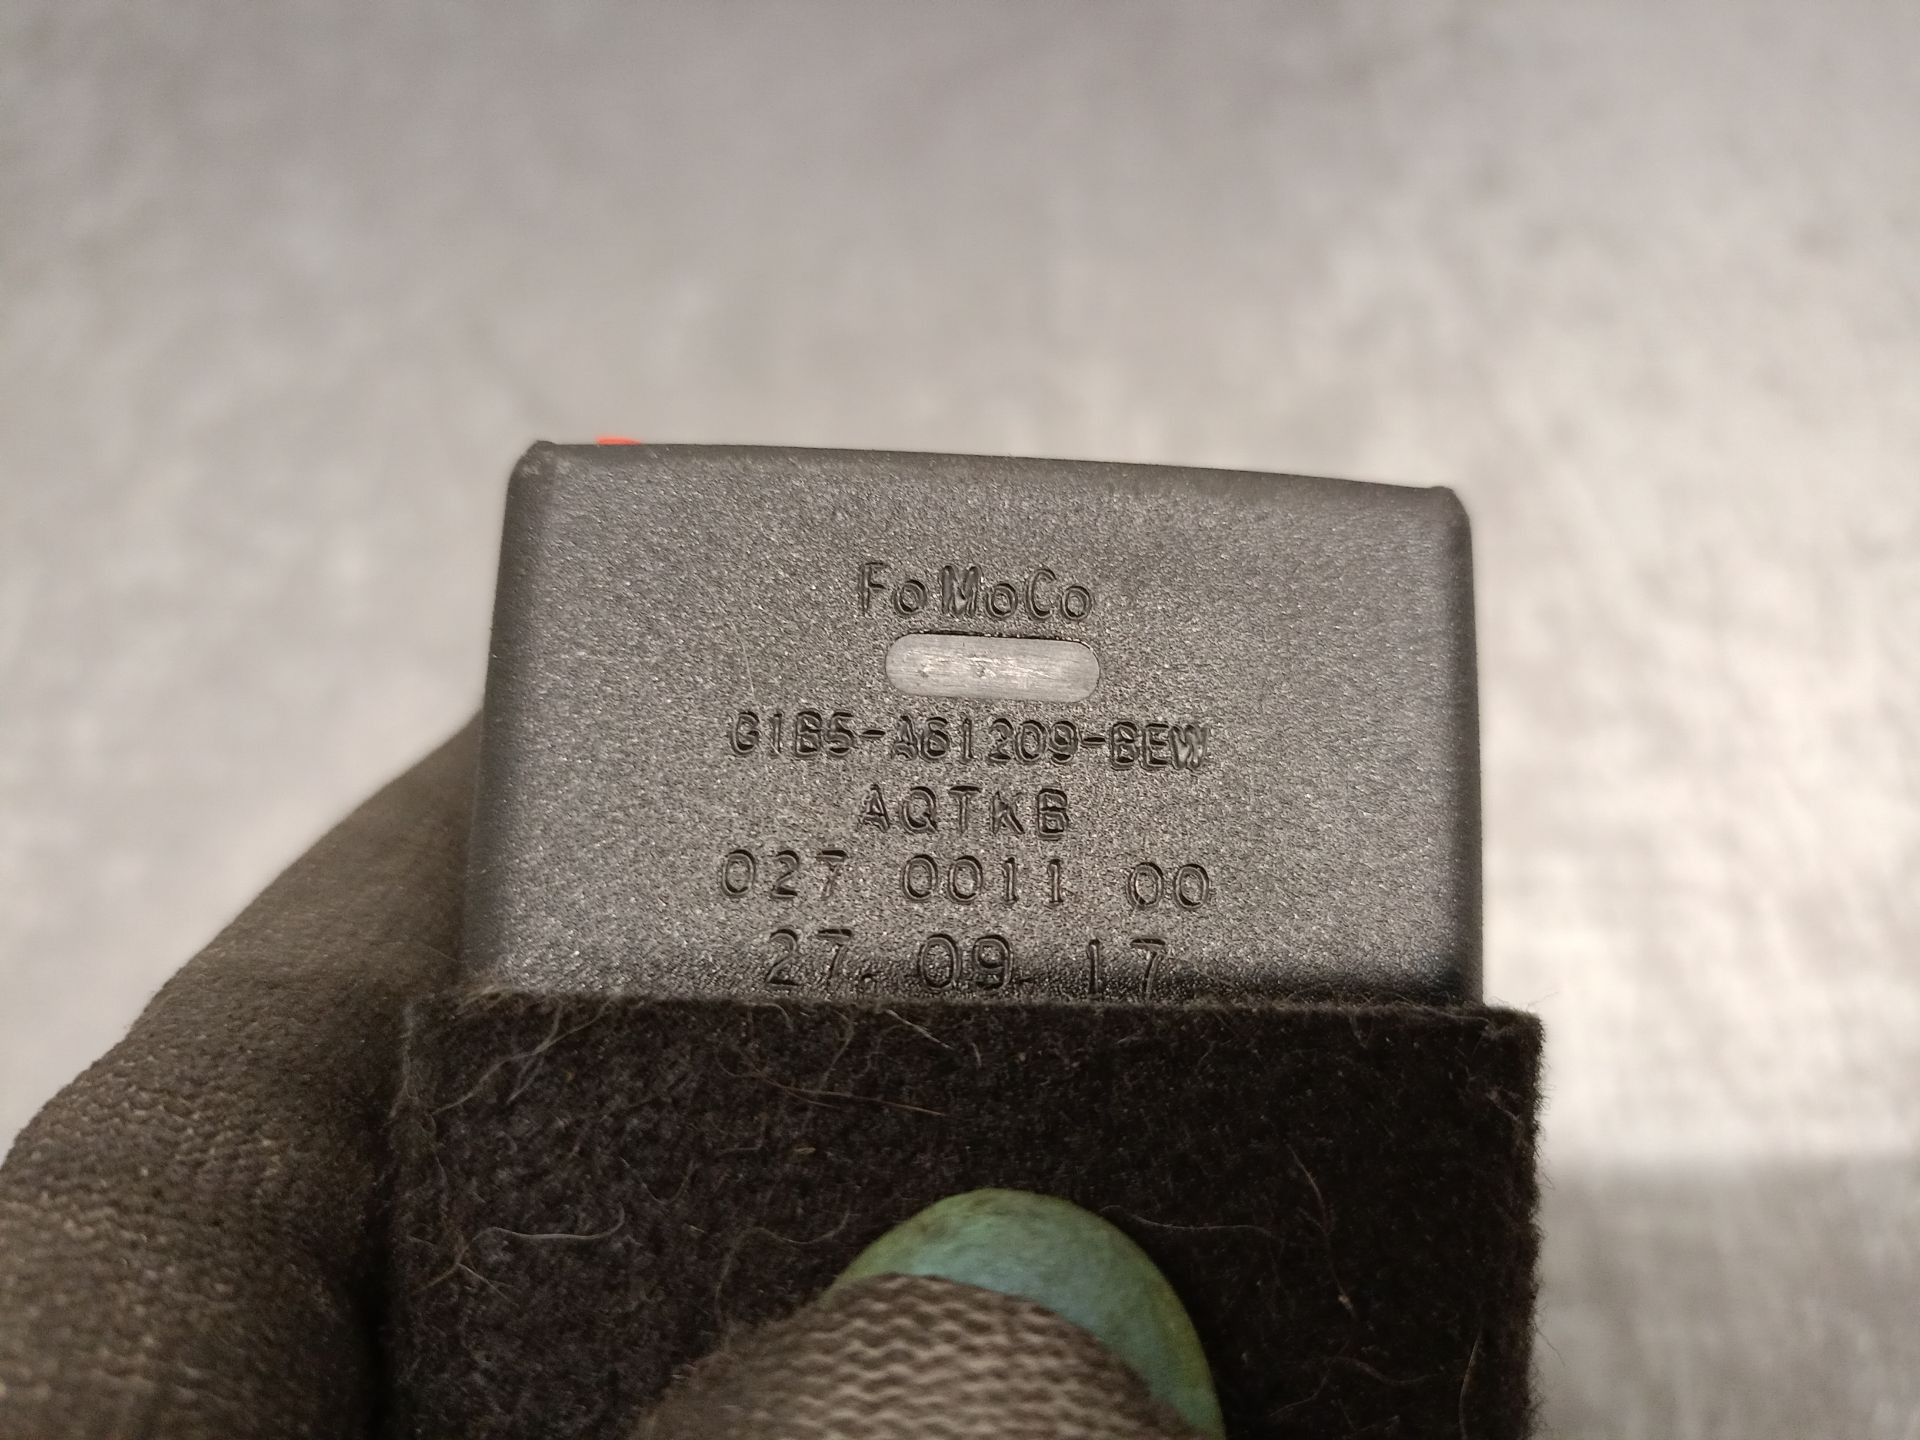 FoMoCo
G1B5-A61209-BEW
AQTKB
027 0011 00
27.09.17